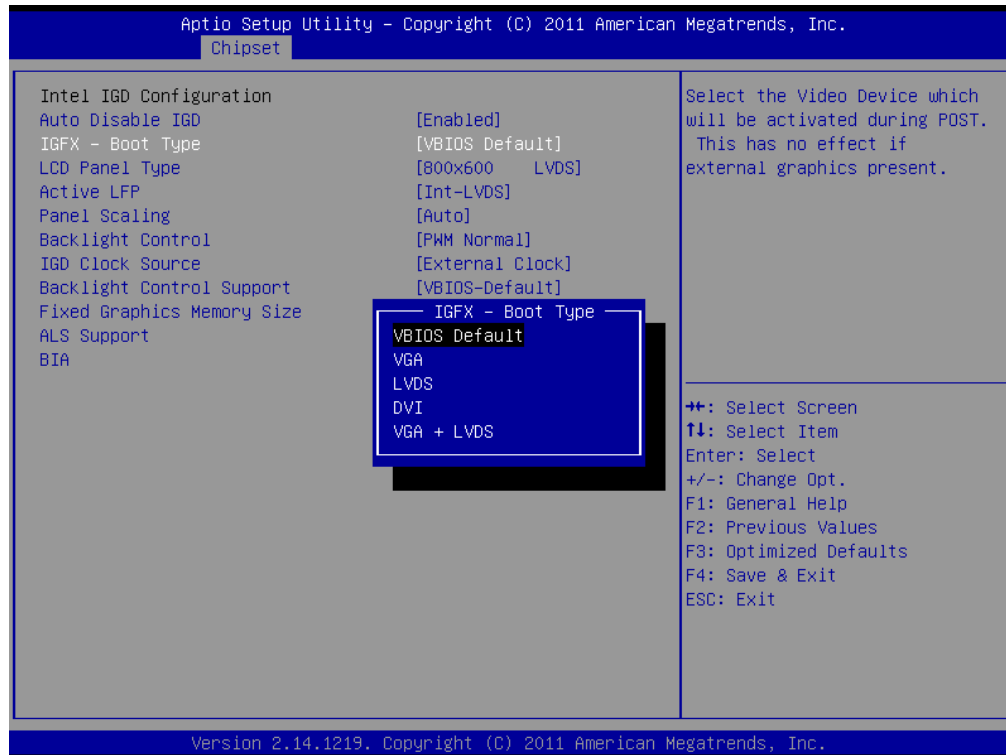 Aptio Setup Utility – Copyright (C) 2011 American Megatrends, Inc.
Chipset
Intel IGD Configuration
Auto Disable IGD [Enabled]
IGFX – Boot Type [VBIOS Default]
LCD Panel Type [800x600 LVDS]
Active LFP [Int-LVDS]
Panel Scaling [Auto]
Backlight Control [PWM Normal]
IGD Clock Source [External Clock]
Backlight Control Support [VBIOS-Default]
Fixed Graphics Memory Size
ALS Support
BIA
IGFX – Boot Type
VBIOS Default
VGA
LVDS
DVI
VGA + LVDS
Select the Video Device which
will be activated during POST.
This has no effect if
external graphics present.
→←: Select Screen
↑↓: Select Item
Enter: Select
+/-: Change Opt.
F1: General Help
F2: Previous Values
F3: Optimized Defaults
F4: Save & Exit
ESC: Exit
Version 2.14.1219. Copyright (C) 2011 American Megatrends, Inc.